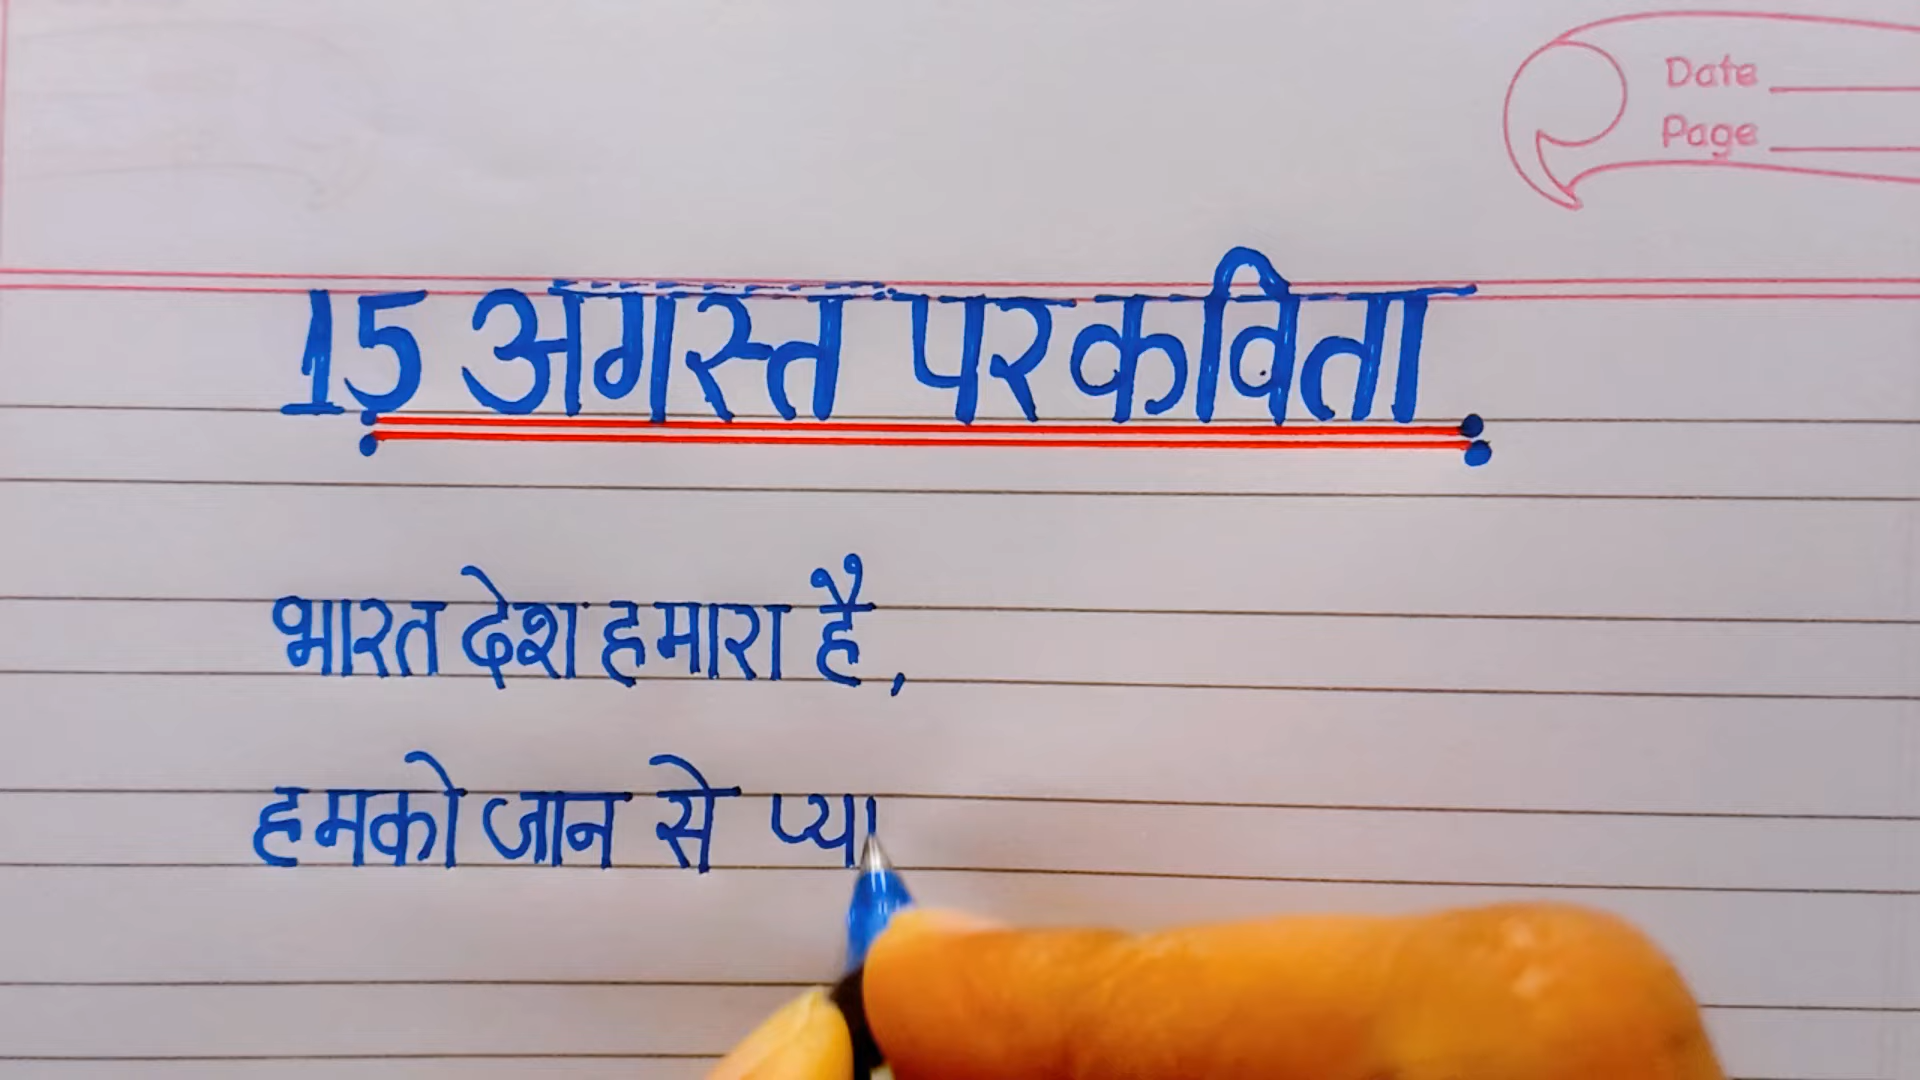 Date
Page
15 अगस्त पर कविता.
भारत देश हमारा है,
हमको जान से प्या